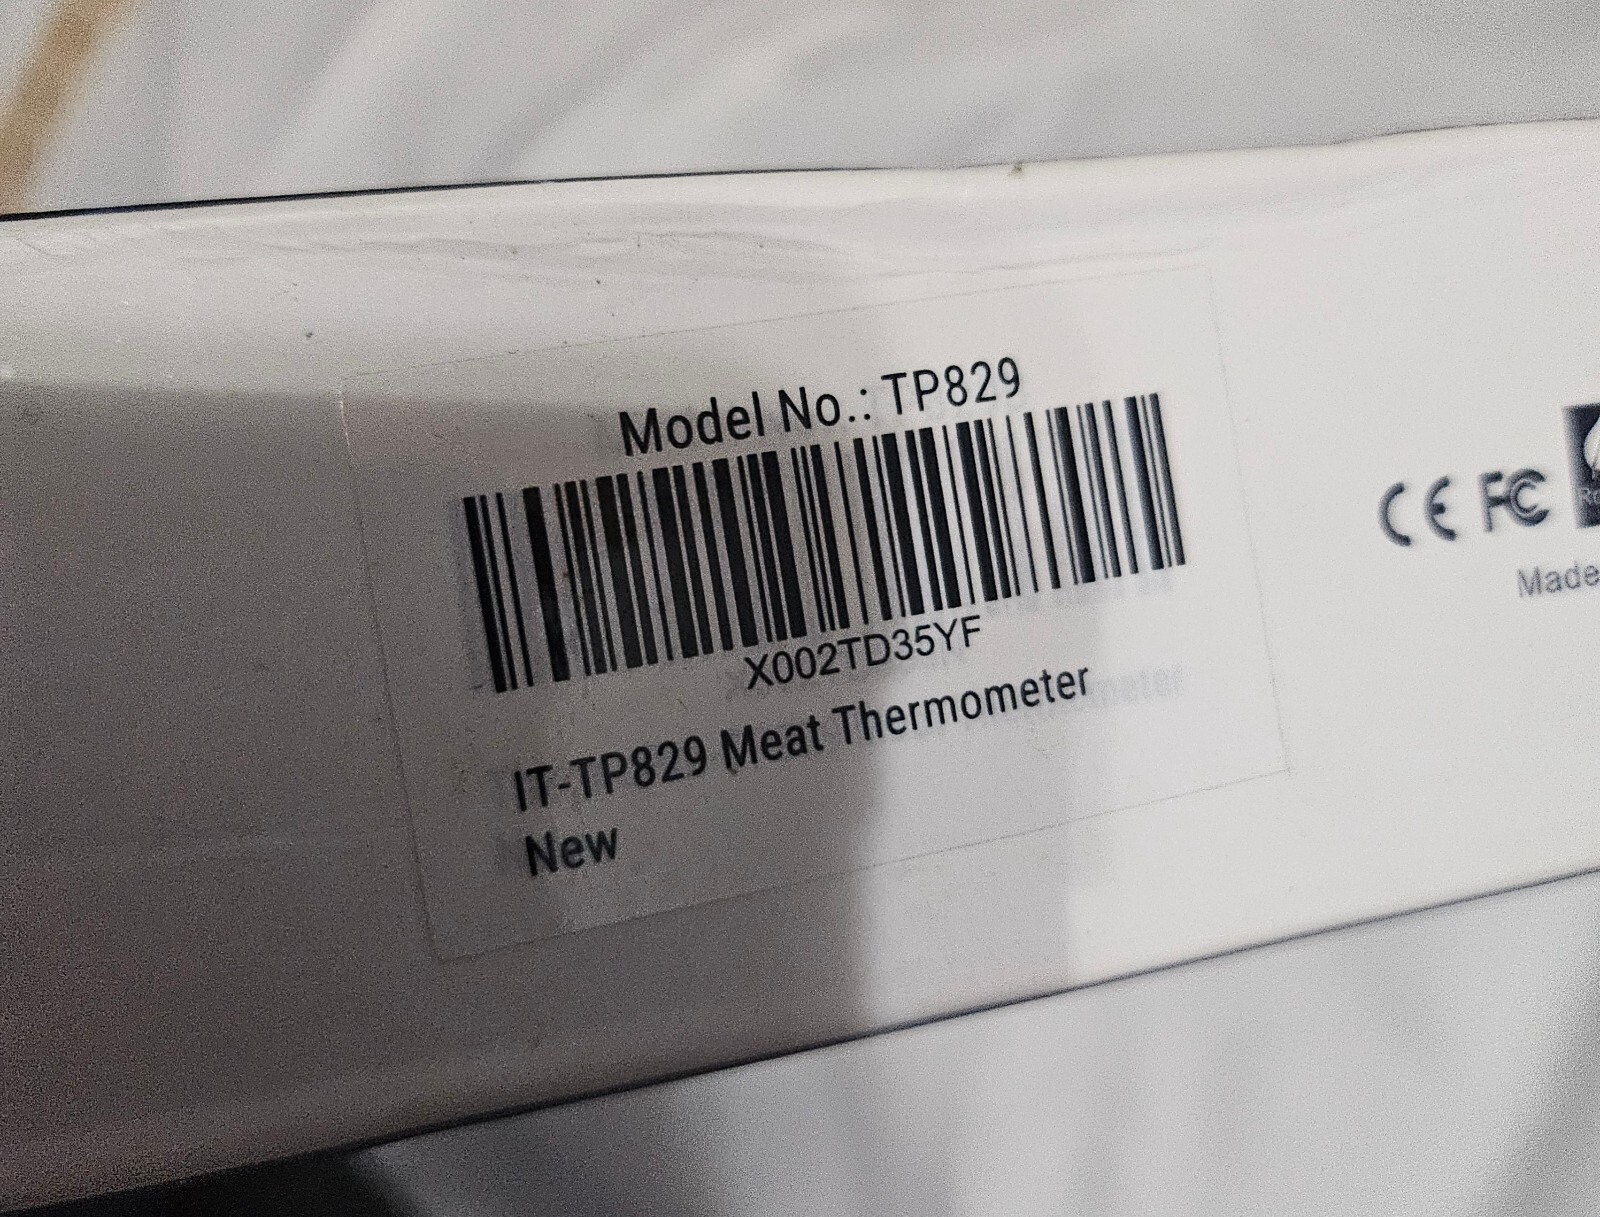 Model No.: TP829
X002TD35YF
IT-TP829 Meat Thermometer
New
CE FC
Made